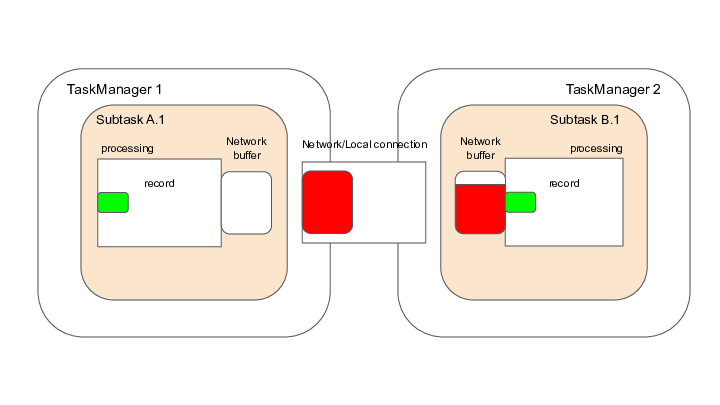 TaskManager 1
TaskManager 2
Subtask A.1
Subtask B.1
processing
Network
buffer
Network/Local connection
Network
buffer
processing
record
record